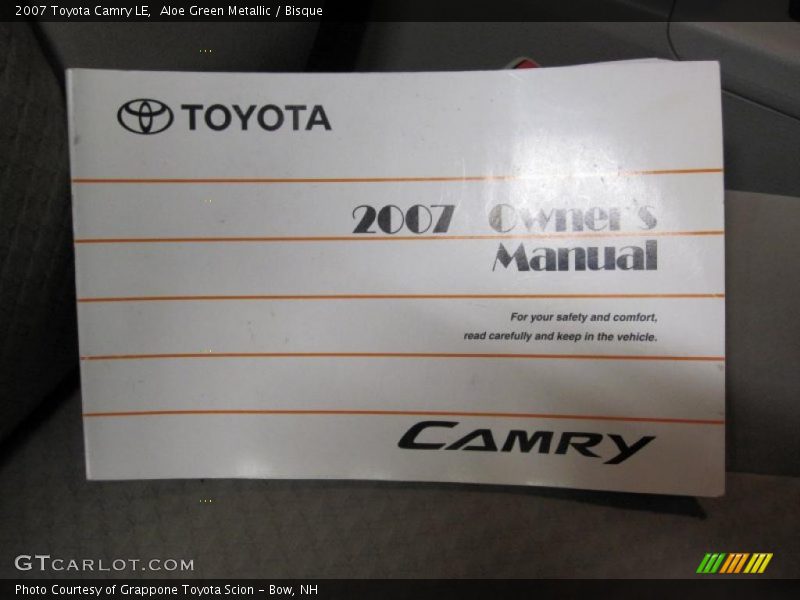 2007 Toyota Camry LE,  Aloe Green Metallic / Bisque
TOYOTA
2007 Owner's
Manual
For your safety and comfort,
read carefully and keep in the vehicle.
CAMRY
GTCARLOT.COM
Photo Courtesy of Grappone Toyota Scion - Bow, NH